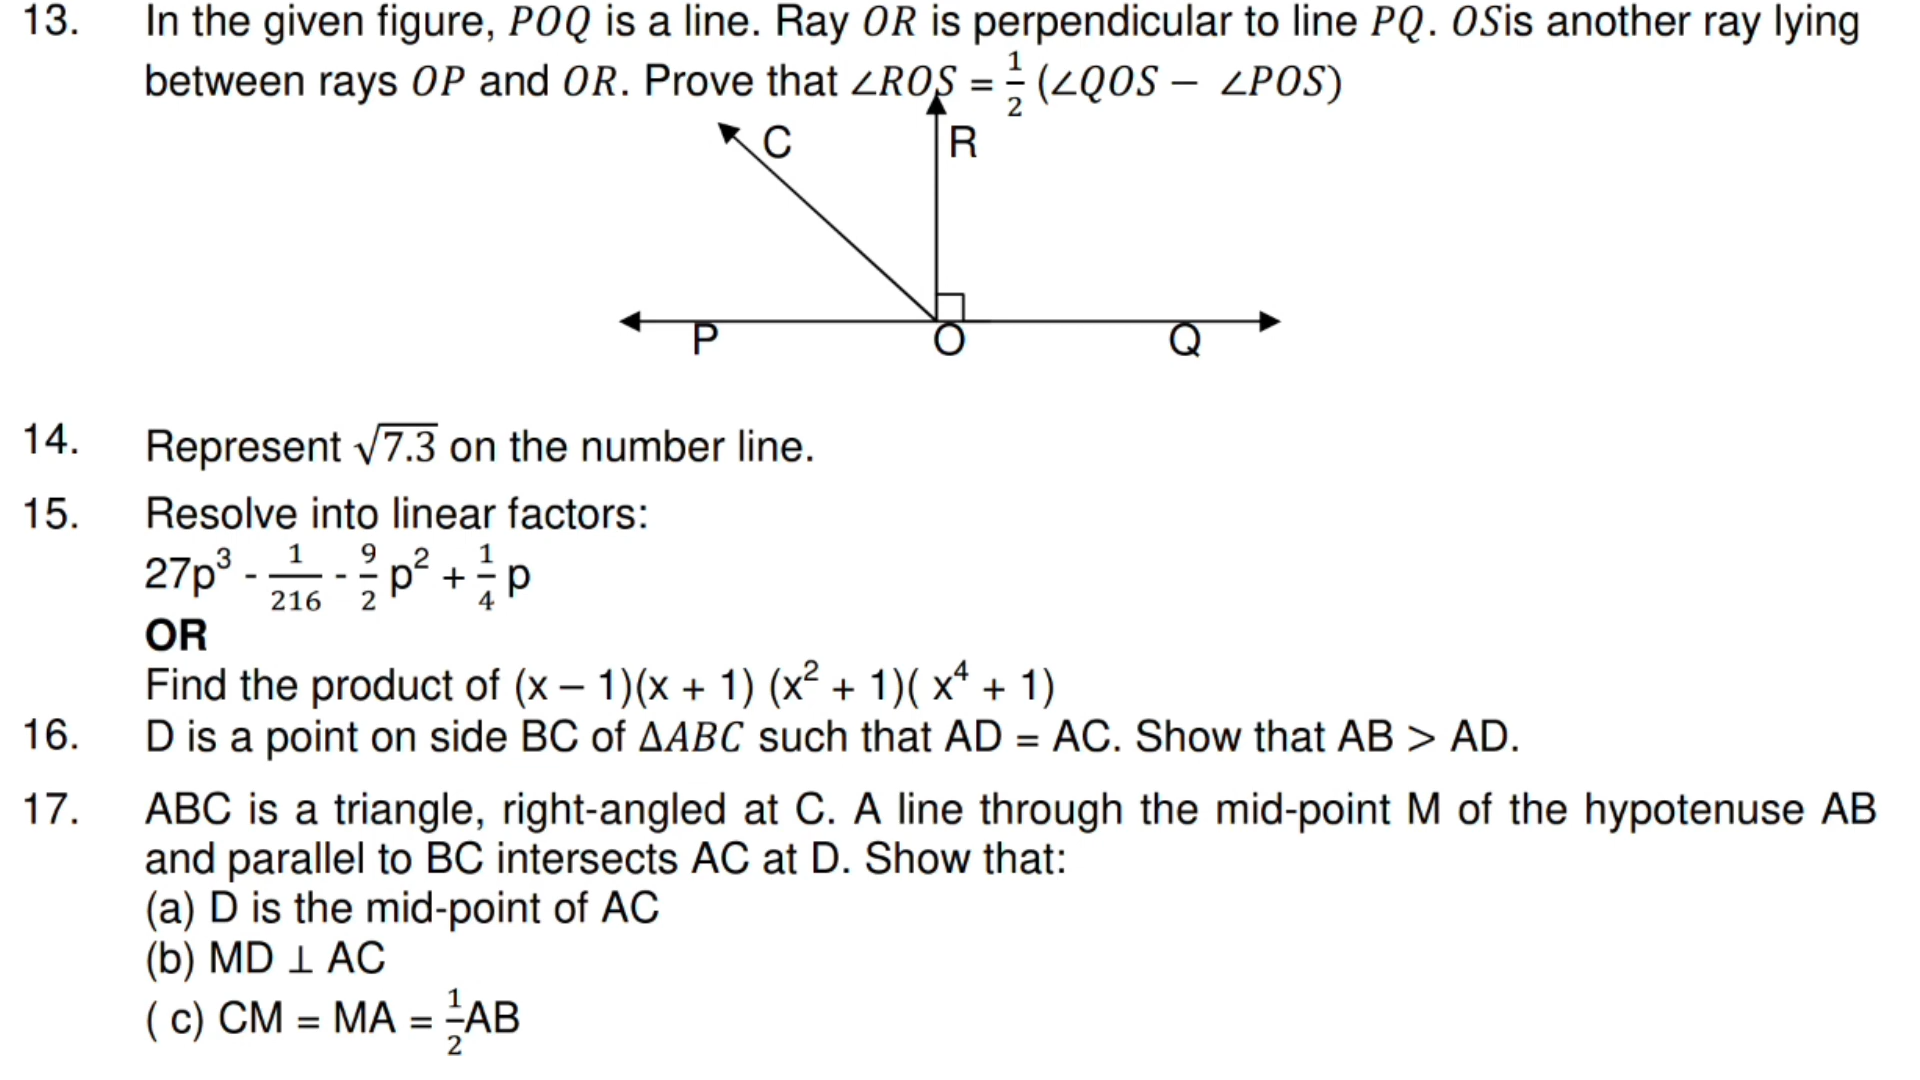 13. In the given figure, POQ is a line. Ray OR is perpendicular to line PQ. OSis another ray lying
between rays OP and OR. Prove that ∠ROS = 1/2 (∠QOS − ∠POS)
C R
P O Q
14. Represent √7.3 on the number line.
15. Resolve into linear factors:
27p³ - 1/216 - 9/2 p² + 1/4 p
OR
Find the product of (x – 1)(x + 1) (x² + 1)( x⁴ + 1)
16. D is a point on side BC of ΔABC such that AD = AC. Show that AB > AD.
17. ABC is a triangle, right-angled at C. A line through the mid-point M of the hypotenuse AB
and parallel to BC intersects AC at D. Show that:
(a) D is the mid-point of AC
(b) MD ⊥ AC
( c) CM = MA = 1/2 AB